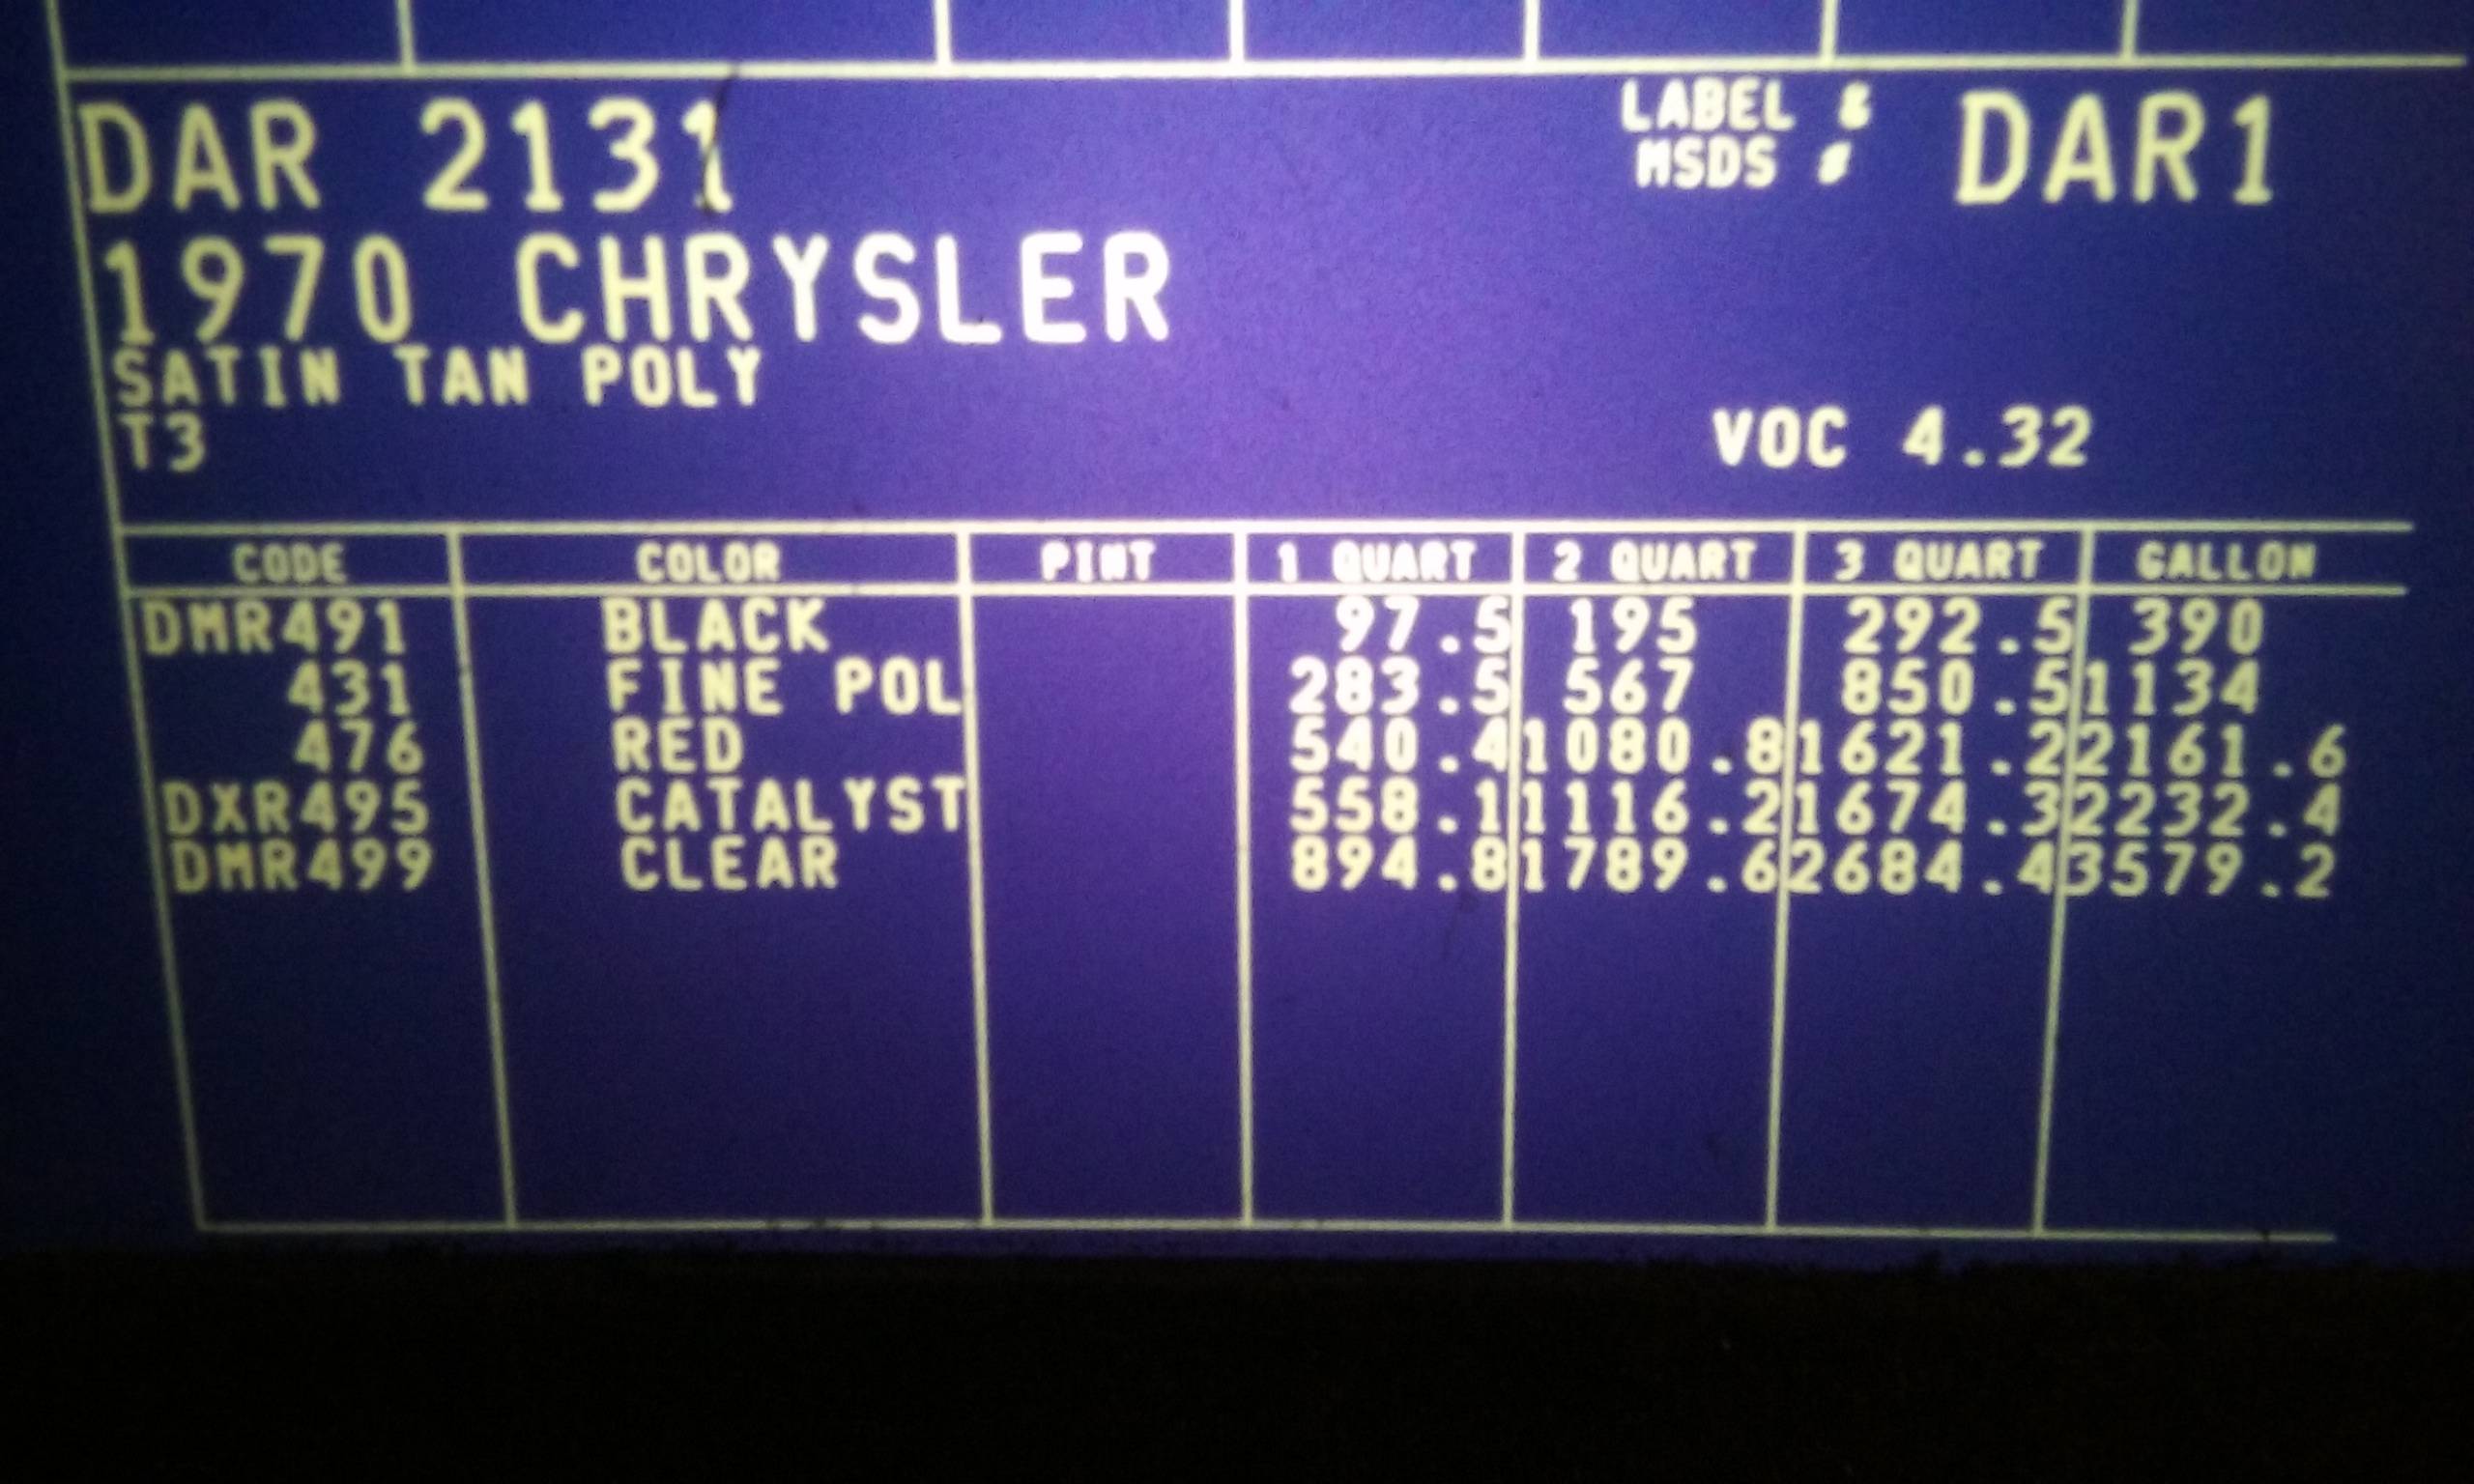 DAR 2131
LABEL &
MSDS #
DAR1
1970 CHRYSLER
SATIN TAN POLY
T3
VOC 4.32
CODE COLOR PINT 1 QUART 2 QUART 3 QUART GALLON
DMR491 BLACK 97.5 195 292.5 390
431 FINE POL 283.5 567 850.5 1134
476 RED 540.4 1080.8 1621.2 2161.6
DXR495 CATALYST 558.1 1116.2 1674.3 2232.4
DMR499 CLEAR 894.8 1789.6 2684.4 3579.2